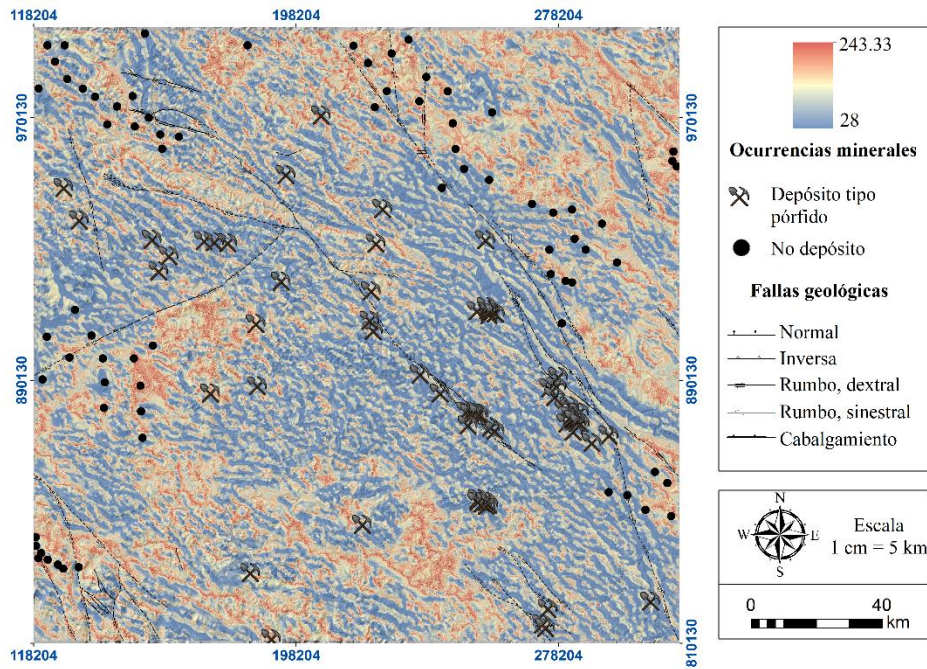 118204
198204
278204
970130
970130
890130
890130
118204
198204
278204
810130
243.33
28
Ocurrencias minerales
Depósito tipo
pórfido
No depósito
Fallas geológicas
Normal
Inversa
Rumbo, dextral
Rumbo, sinestral
Cabalgamiento
N
W
E
S
Escala
1 cm = 5 km
0
40
km